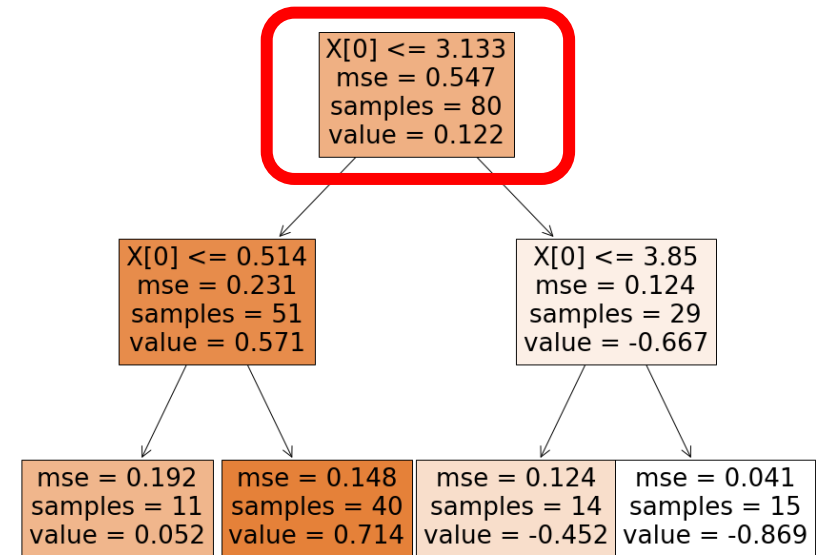 X[0] <= 3.133
mse = 0.547
samples = 80
value = 0.122
X[0] <= 0.514
mse = 0.231
samples = 51
value = 0.571
X[0] <= 3.85
mse = 0.124
samples = 29
value = -0.667
mse = 0.192
samples = 11
value = 0.052
mse = 0.148
samples = 40
value = 0.714
mse = 0.124
samples = 14
value = -0.452
mse = 0.041
samples = 15
value = -0.869